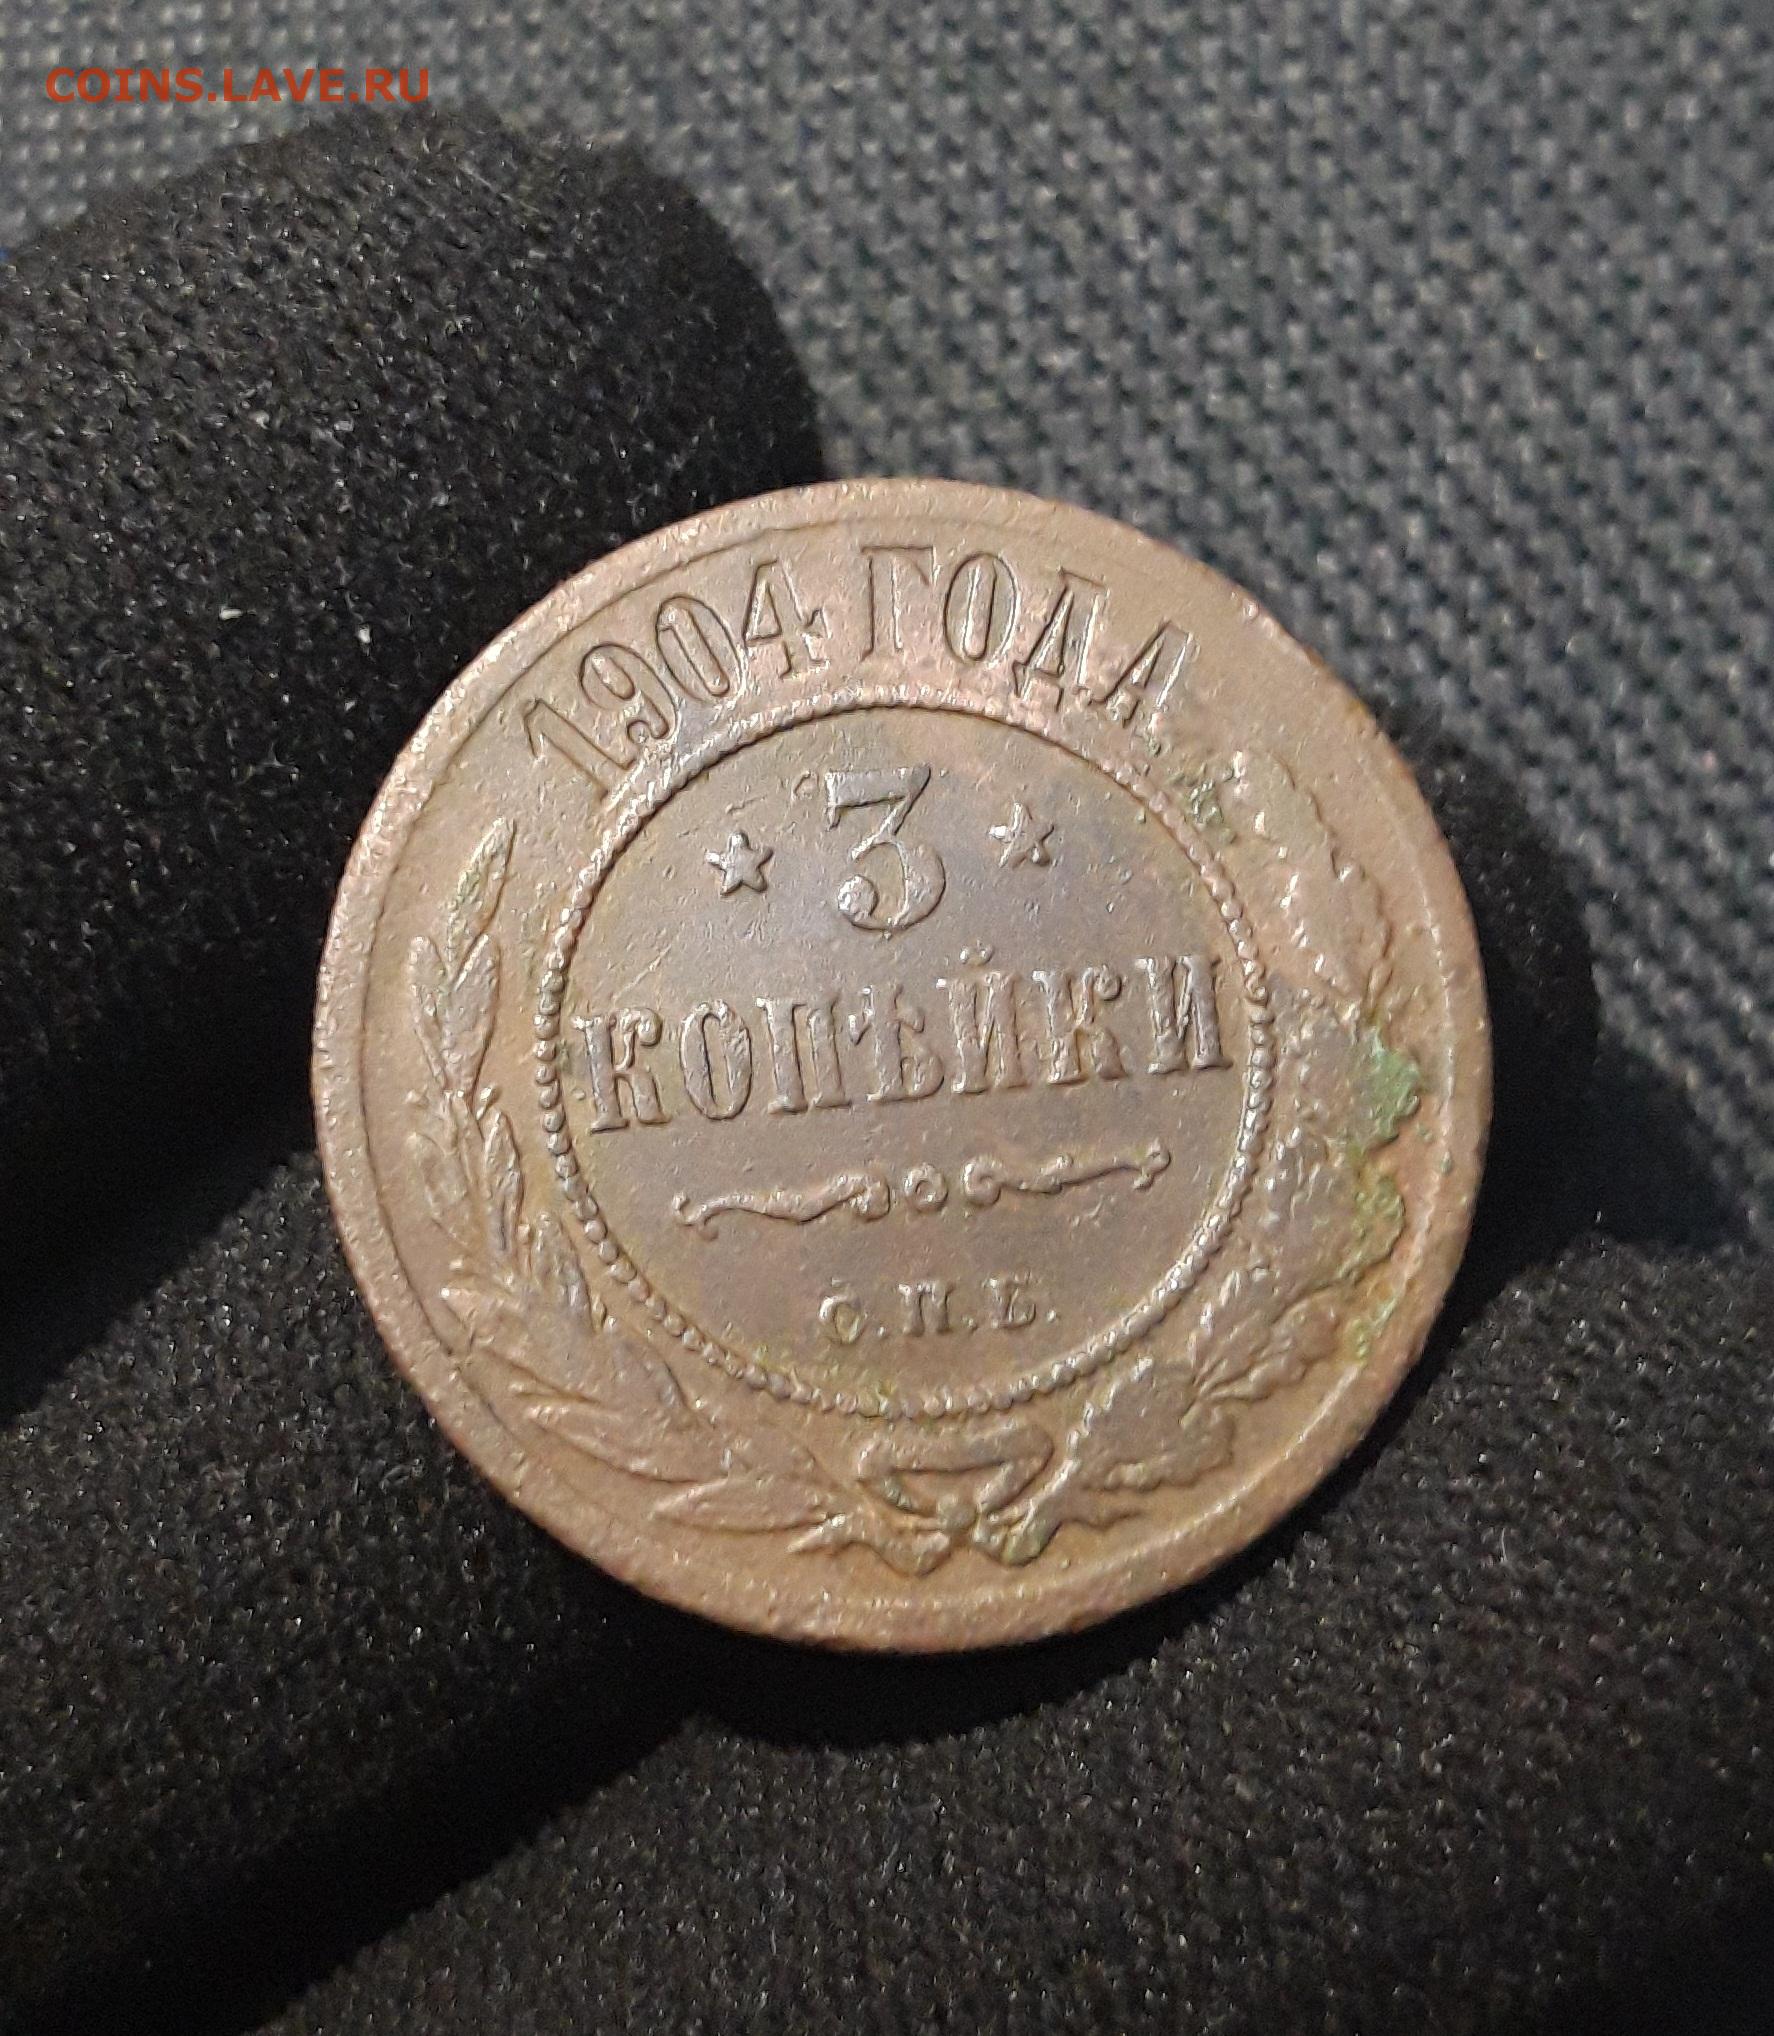 COINS.LAVE.RU
1904 ГОДА
3
КОПѢЙКИ
С.П.Б.